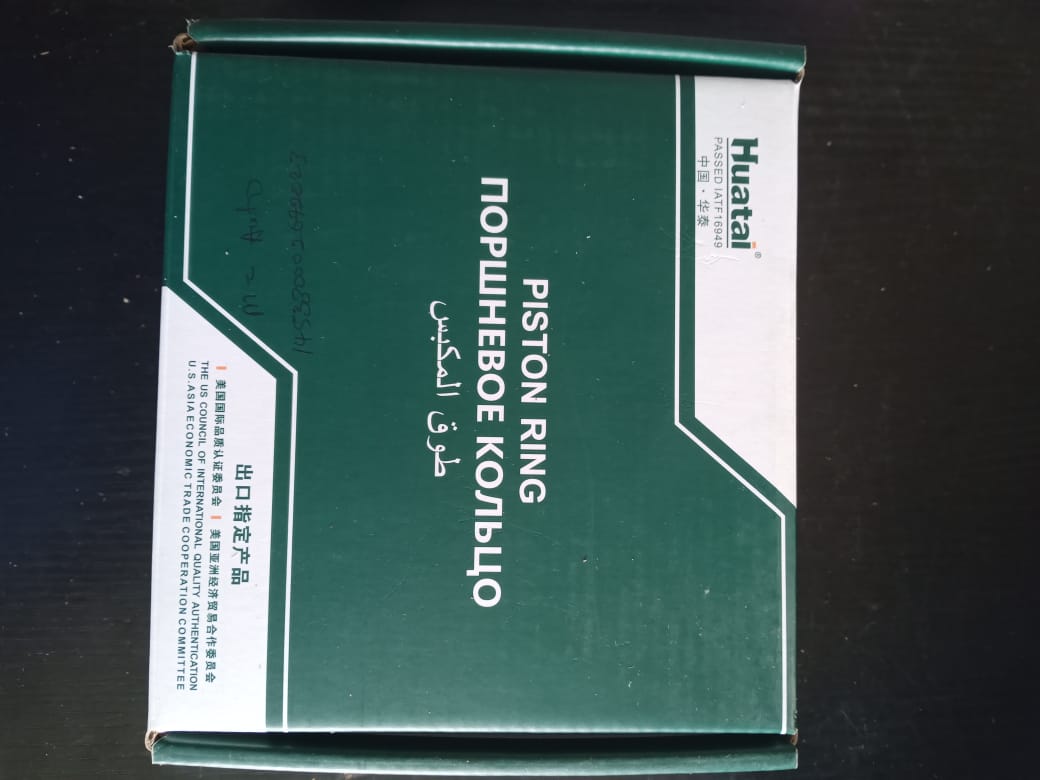 Huatai®
PASSED IATF16949
中国·华泰
PISTON RING
ПОРШНЕВОЕ КОЛЬЦО
طوق المكبس
出口指定产品
美国国际品质认证委员会 美国亚洲经济贸易合作委员会
THE US COUNCIL OF INTERNATIONAL QUALITY AUTHENTICATION
U.S.ASIA ECONOMIC TRADE COOPERATION COMMITTEE